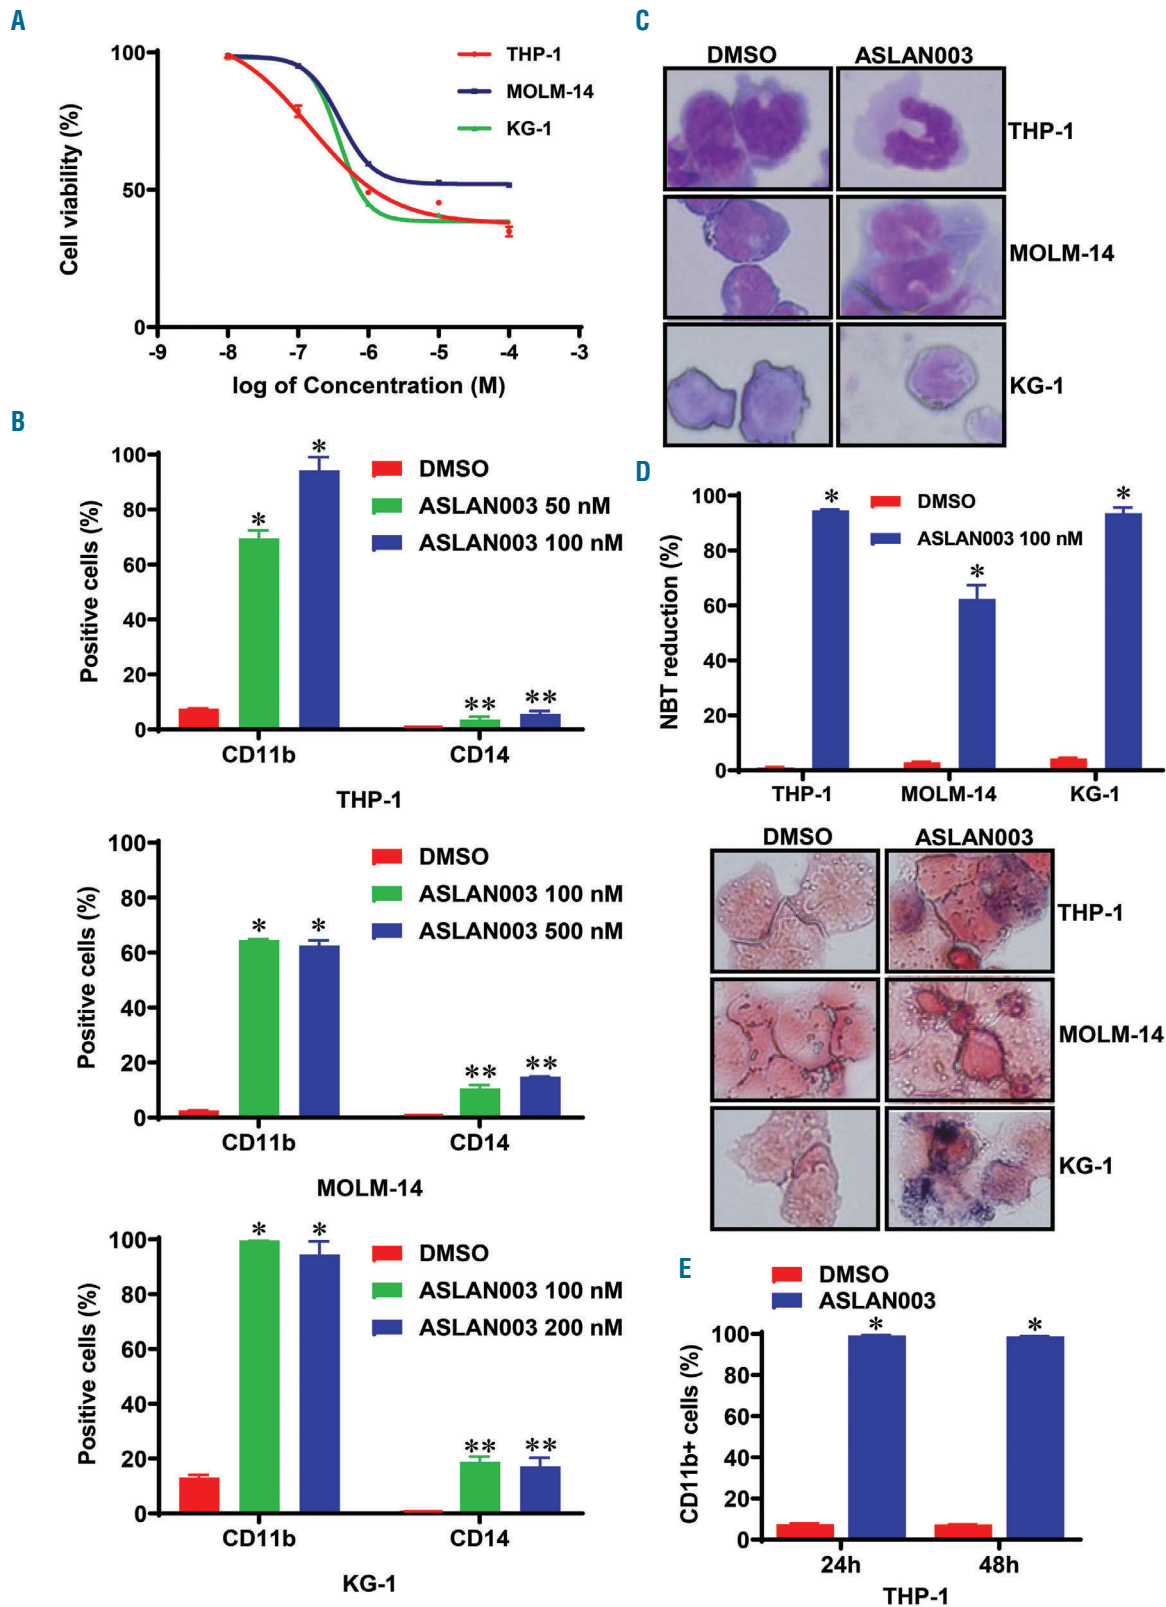 A
100
50
0
-9 -8 -7 -6 -5 -4 -3
Cell viability (%)
log of Concentration (M)
THP-1
MOLM-14
KG-1
B
100
80
60
40
20
0
Positive cells (%)
* * ** **
DMSO
ASLAN003 50 nM
ASLAN003 100 nM
CD11b CD14
THP-1
100
80
60
40
20
0
Positive cells (%)
* * ** **
DMSO
ASLAN003 100 nM
ASLAN003 500 nM
CD11b CD14
MOLM-14
100
80
60
40
20
0
Positive cells (%)
* * ** **
DMSO
ASLAN003 100 nM
ASLAN003 200 nM
CD11b CD14
KG-1
C
DMSO ASLAN003
THP-1
MOLM-14
KG-1
D
100
80
60
40
20
0
NBT reduction (%)
* * *
DMSO
ASLAN003 100 nM
THP-1 MOLM-14 KG-1
DMSO ASLAN003
THP-1
MOLM-14
KG-1
E
DMSO
ASLAN003
100
80
60
40
20
0
CD11b+ cells (%)
* *
24h 48h
THP-1